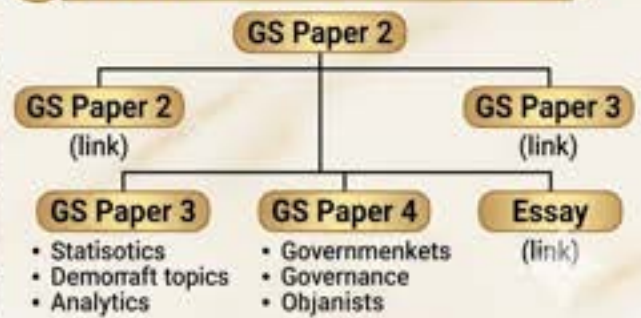 GS Paper 2
GS Paper 2
GS Paper 3
(link)
(link)
GS Paper 3
GS Paper 4
Essay
• Statisotics
• Demorraft topics
• Analytics
• Governmenkets
• Governance
• Objanists
(link)